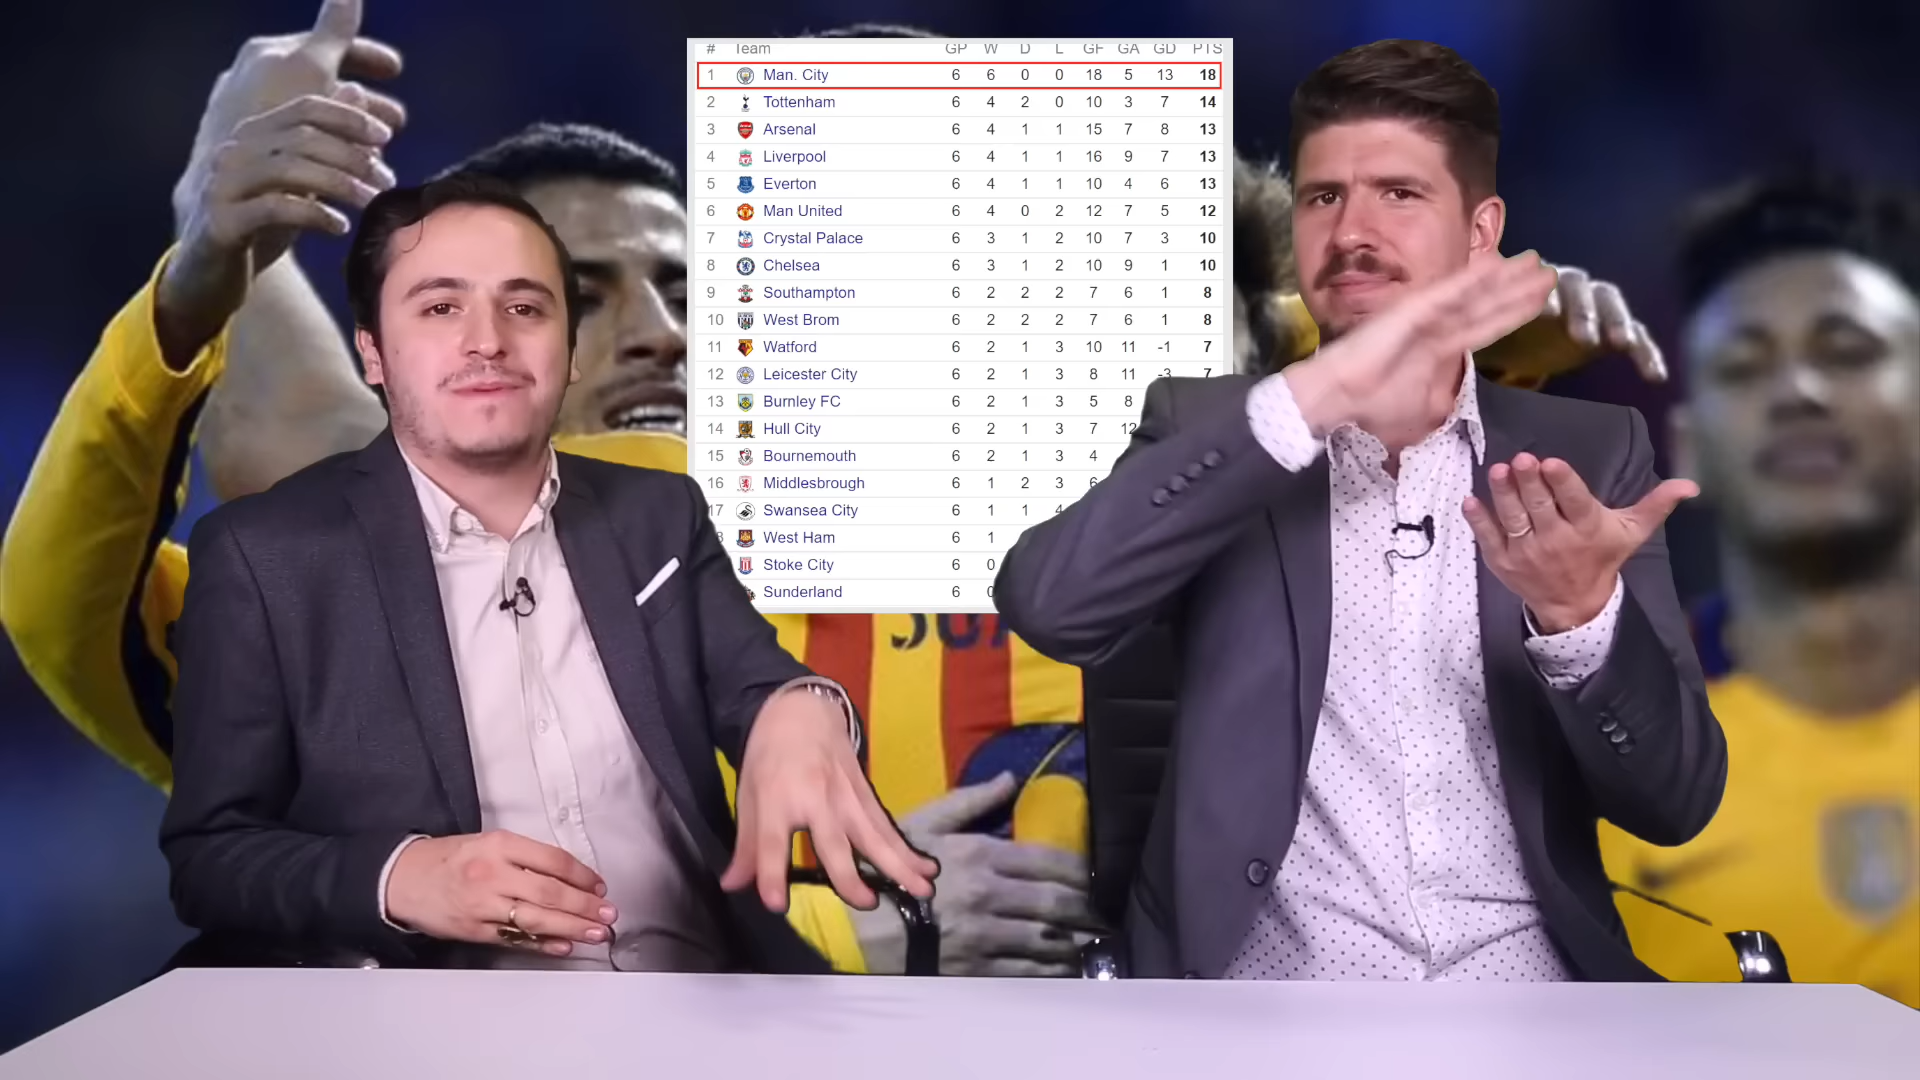 # Team GP W D L GF GA GD PTS
1 Man. City 6 6 0 0 18 5 13 18
2 Tottenham 6 4 2 0 10 3 7 14
3 Arsenal 6 4 1 1 15 7 8 13
4 Liverpool 6 4 1 1 16 9 7 13
5 Everton 6 4 1 1 10 4 6 13
6 Man United 6 4 0 2 12 7 5 12
7 Crystal Palace 6 3 1 2 10 7 3 10
8 Chelsea 6 3 1 2 10 9 1 10
9 Southampton 6 2 2 2 7 6 1 8
10 West Brom 6 2 2 2 7 6 1 8
11 Watford 6 2 1 3 10 11 -1 7
12 Leicester City 6 2 1 3 8 11 -3 7
13 Burnley FC 6 2 1 3 5 8
14 Hull City 6 2 1 3 7 12
15 Bournemouth 6 2 1 3 4
16 Middlesbrough 6 1 2 3 6
17 Swansea City 6 1 1 4
West Ham 6 1
Stoke City 6 0
Sunderland 6 0